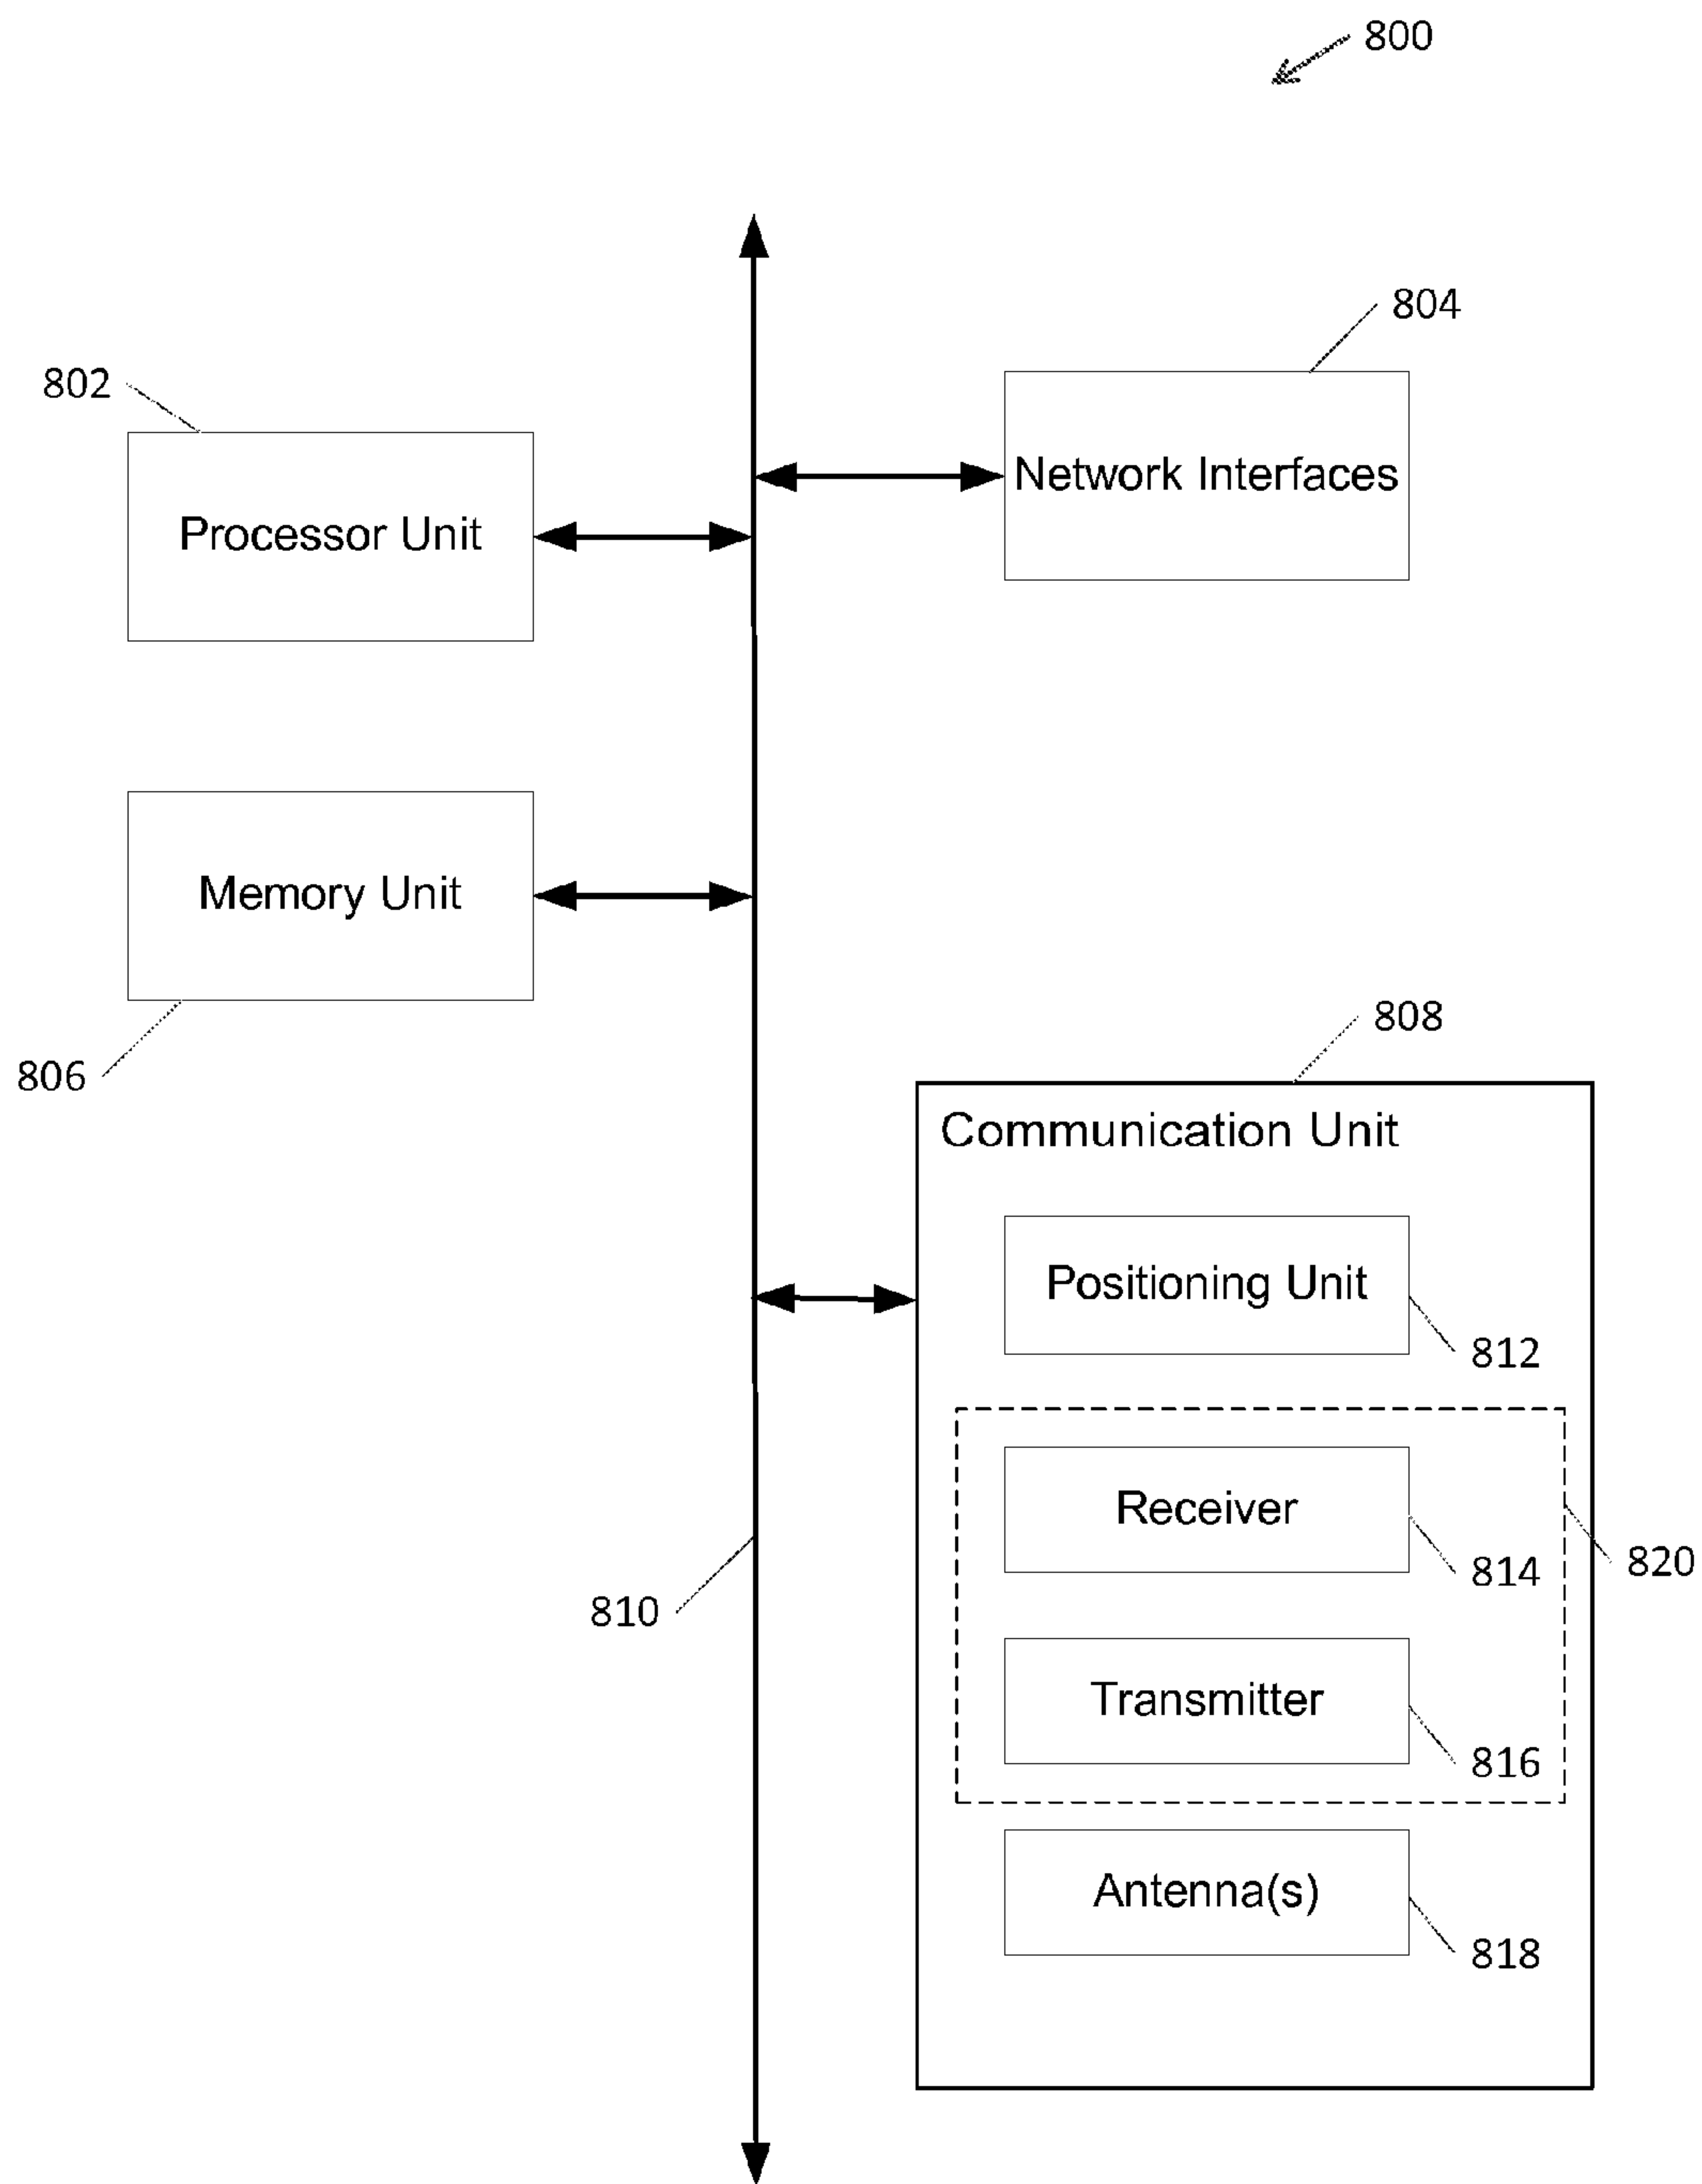 800
804
802
Network Interfaces
Processor Unit
Memory Unit
808
806
Communication Unit
Positioning Unit
812
Receiver
814
820
810
Transmitter
816
Antenna(s)
818